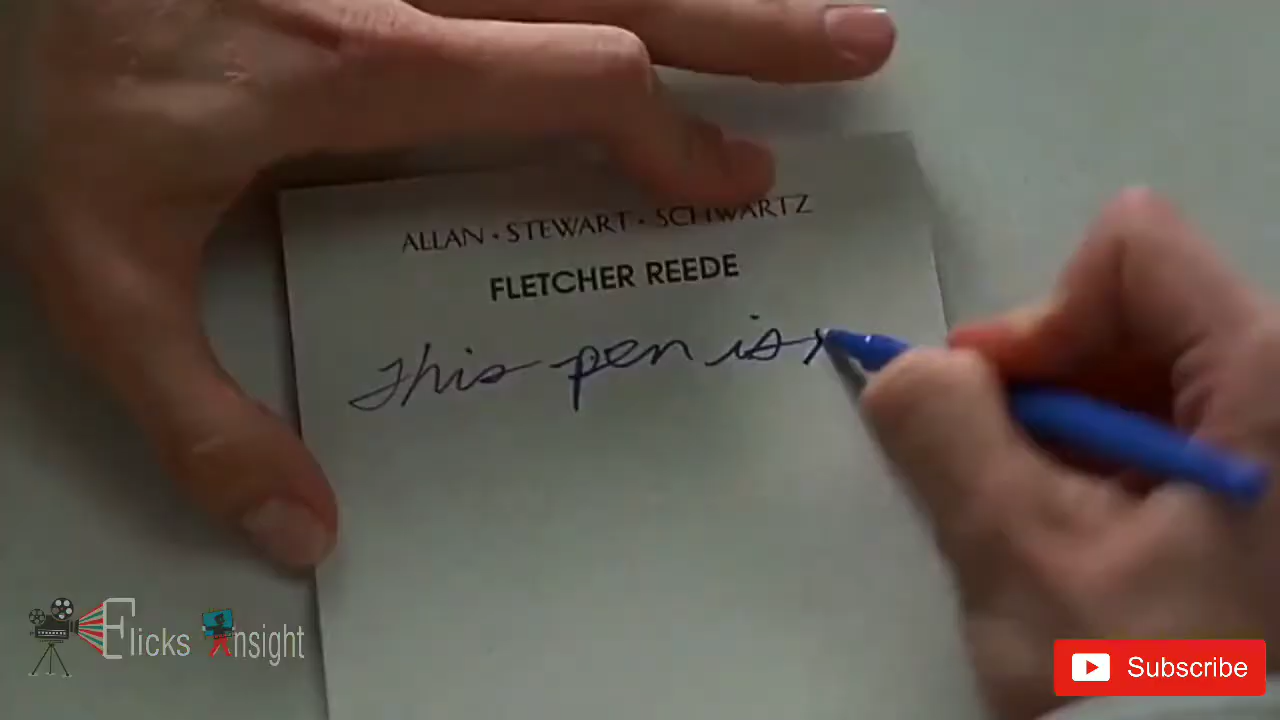 ALLAN • STEWART • SCHWARTZ
FLETCHER REEDE
This pen is
Flicks Insight
Subscribe